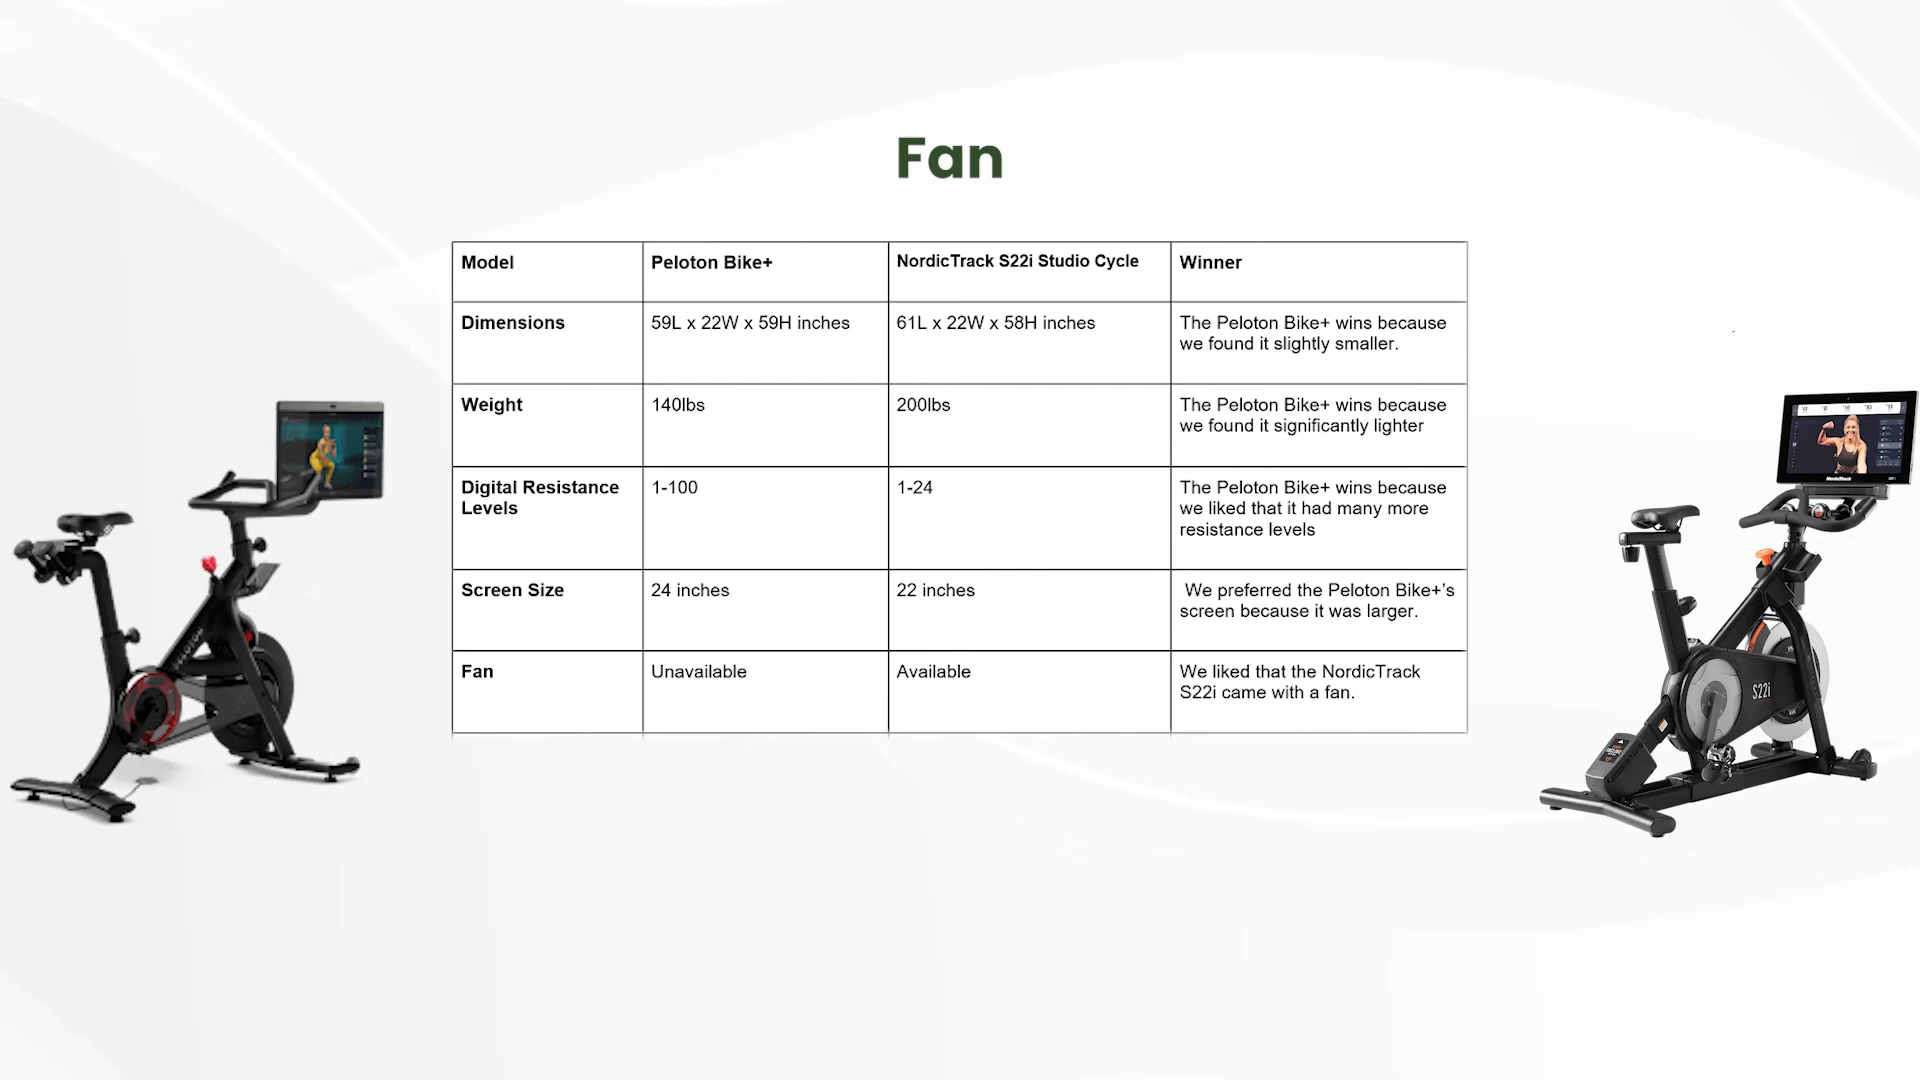 Fan
Model
Peloton Bike+
NordicTrack S22i Studio Cycle
Winner
Dimensions
59L x 22W x 59H inches
61L x 22W x 58H inches
The Peloton Bike+ wins because
we found it slightly smaller.
Weight
140lbs
200lbs
The Peloton Bike+ wins because
we found it significantly lighter
Digital Resistance
Levels
1-100
1-24
The Peloton Bike+ wins because
we liked that it had many more
resistance levels
Screen Size
24 inches
22 inches
We preferred the Peloton Bike+’s
screen because it was larger.
Fan
Unavailable
Available
We liked that the NordicTrack
S22i came with a fan.
PELOTON
NordicTrack
S22i